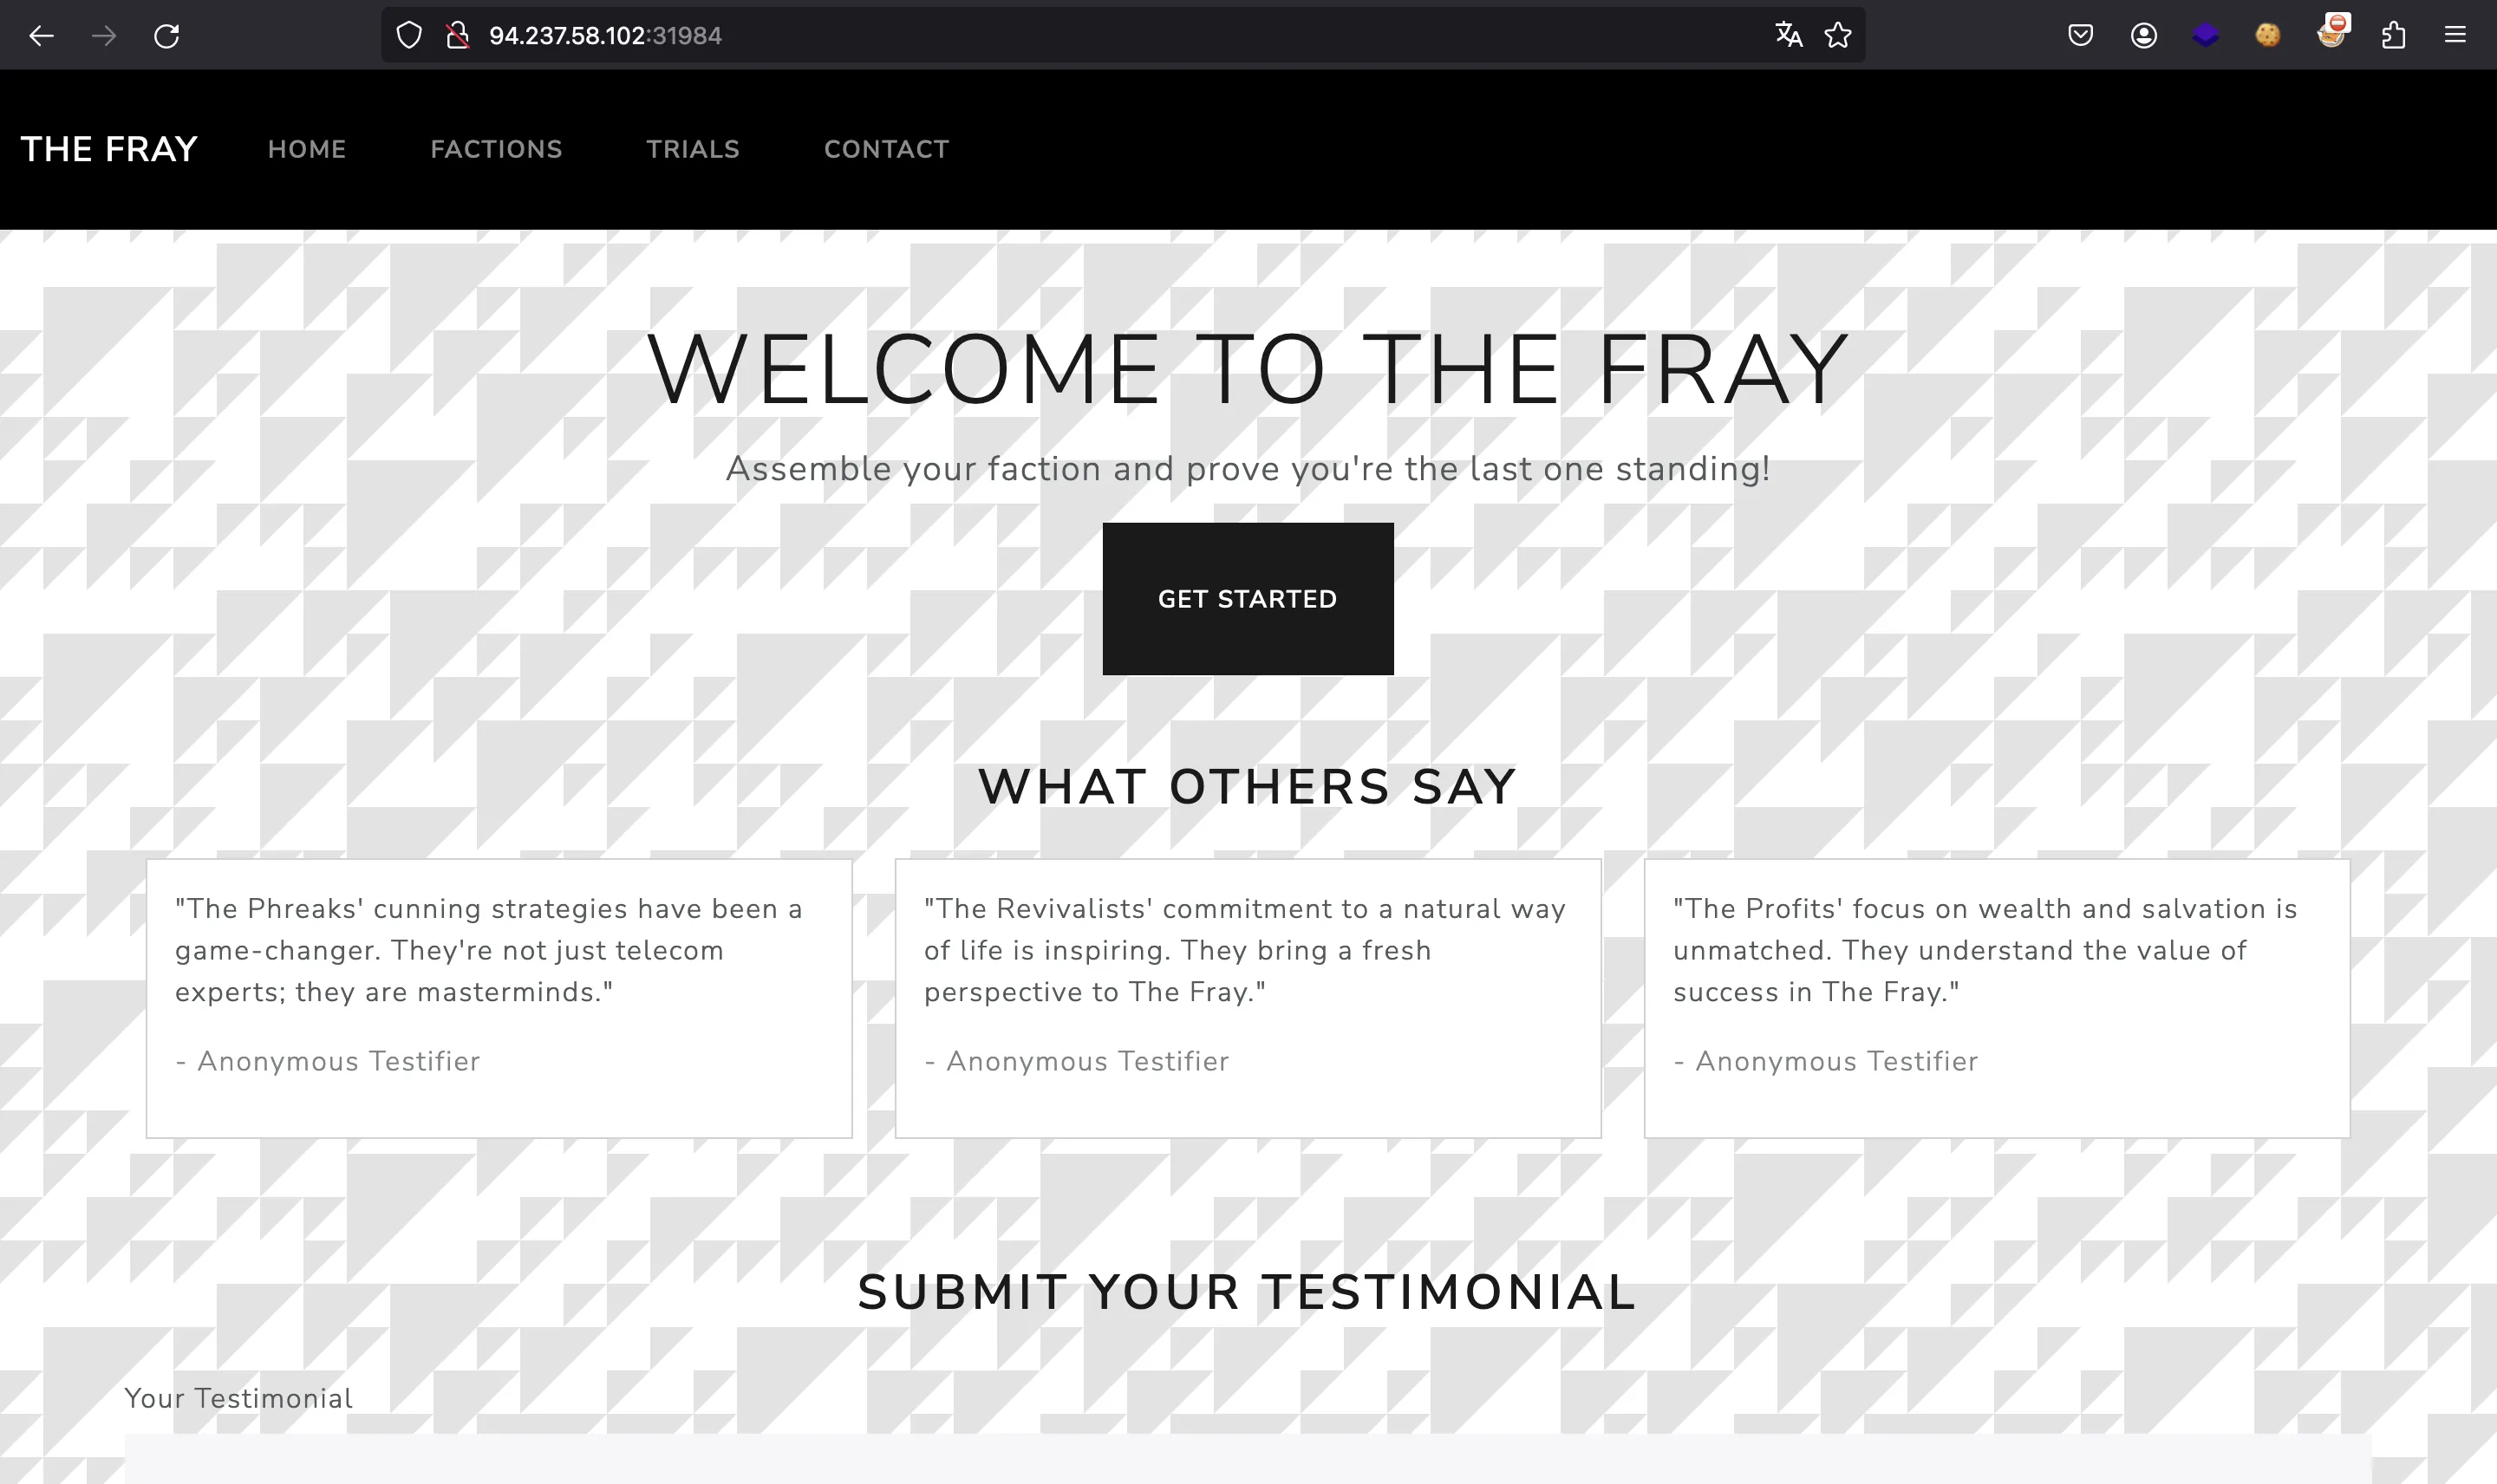 94.237.58.102:31984
THE FRAY HOME FACTIONS TRIALS CONTACT
WELCOME TO THE FRAY
Assemble your faction and prove you're the last one standing!
GET STARTED
WHAT OTHERS SAY
"The Phreaks' cunning strategies have been a
game-changer. They're not just telecom
experts; they are masterminds."
- Anonymous Testifier
"The Revivalists' commitment to a natural way
of life is inspiring. They bring a fresh
perspective to The Fray."
- Anonymous Testifier
"The Profits' focus on wealth and salvation is
unmatched. They understand the value of
success in The Fray."
- Anonymous Testifier
SUBMIT YOUR TESTIMONIAL
Your Testimonial